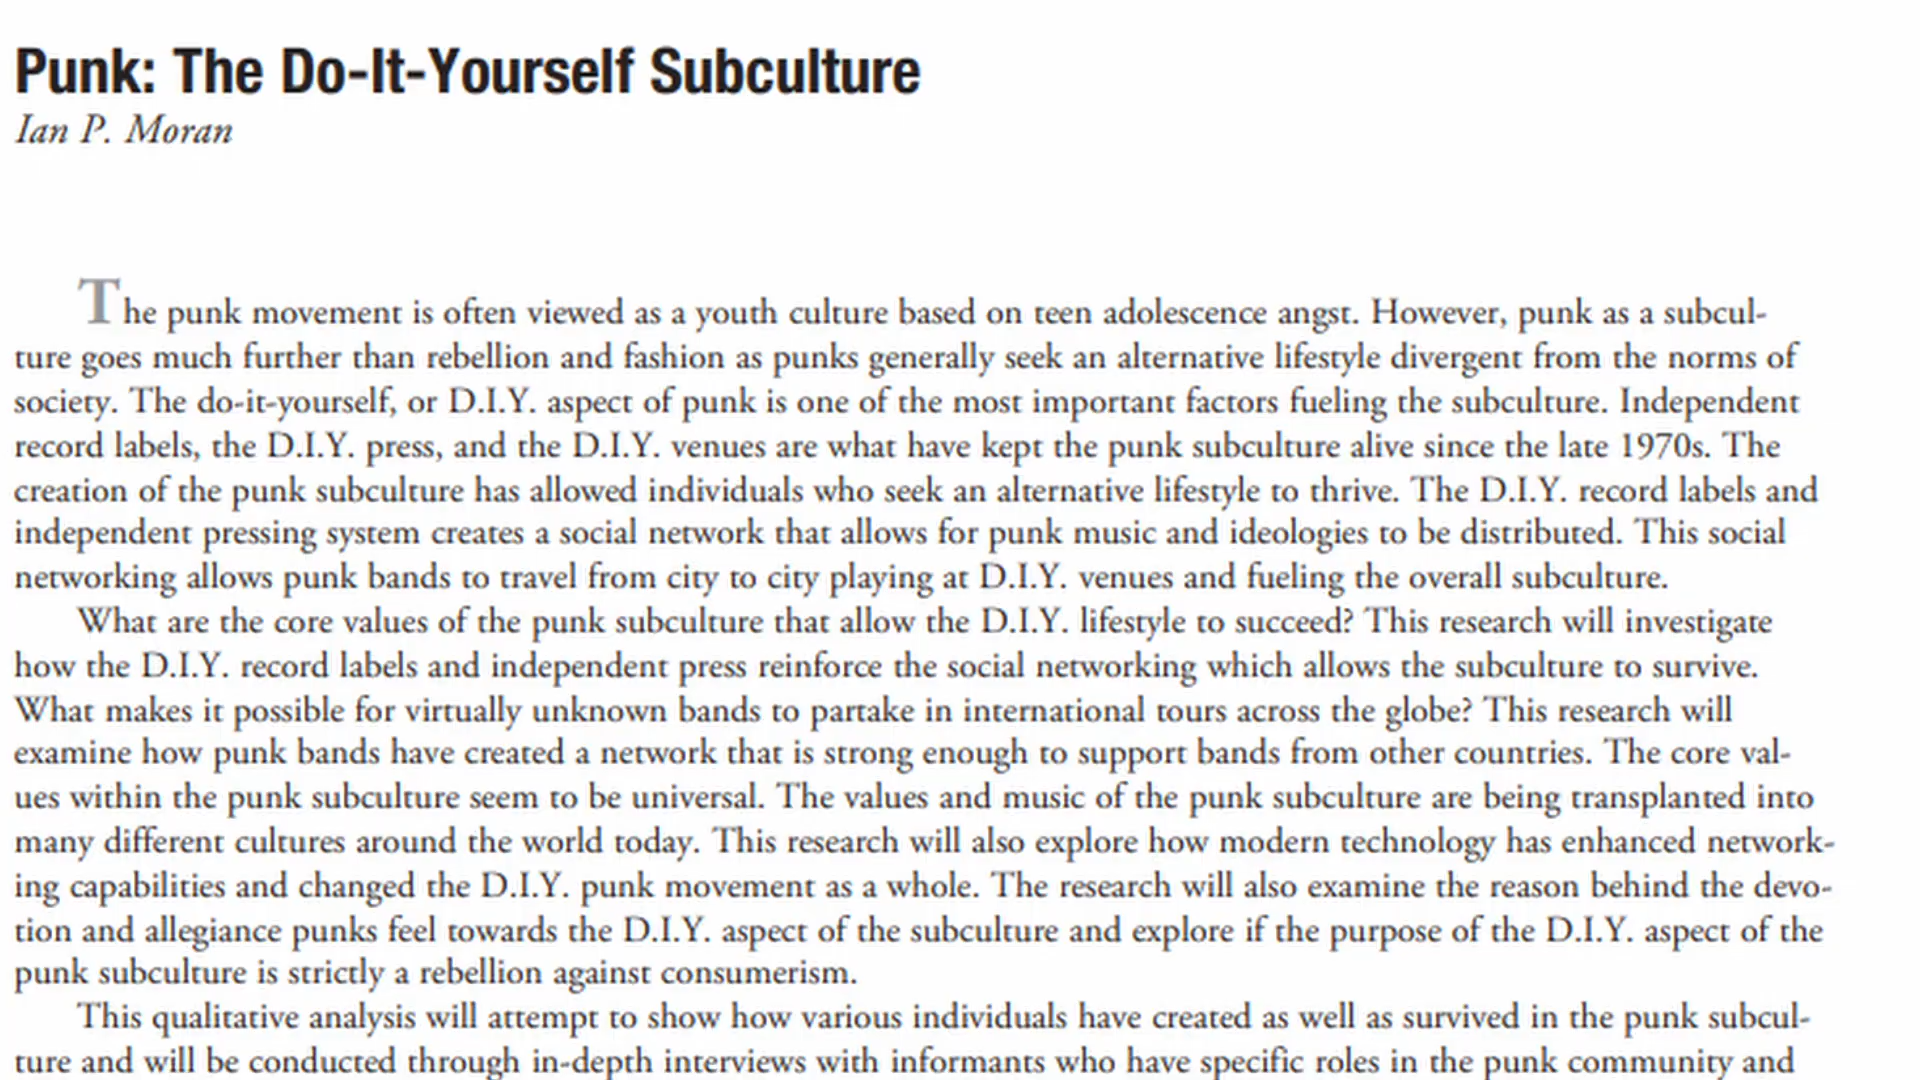 Punk: The Do-It-Yourself Subculture
Ian P. Moran
The punk movement is often viewed as a youth culture based on teen adolescence angst. However, punk as a subcul-
ture goes much further than rebellion and fashion as punks generally seek an alternative lifestyle divergent from the norms of
society. The do-it-yourself, or D.I.Y. aspect of punk is one of the most important factors fueling the subculture. Independent
record labels, the D.I.Y. press, and the D.I.Y. venues are what have kept the punk subculture alive since the late 1970s. The
creation of the punk subculture has allowed individuals who seek an alternative lifestyle to thrive. The D.I.Y. record labels and
independent pressing system creates a social network that allows for punk music and ideologies to be distributed. This social
networking allows punk bands to travel from city to city playing at D.I.Y. venues and fueling the overall subculture.
What are the core values of the punk subculture that allow the D.I.Y. lifestyle to succeed? This research will investigate
how the D.I.Y. record labels and independent press reinforce the social networking which allows the subculture to survive.
What makes it possible for virtually unknown bands to partake in international tours across the globe? This research will
examine how punk bands have created a network that is strong enough to support bands from other countries. The core val-
ues within the punk subculture seem to be universal. The values and music of the punk subculture are being transplanted into
many different cultures around the world today. This research will also explore how modern technology has enhanced network-
ing capabilities and changed the D.I.Y. punk movement as a whole. The research will also examine the reason behind the devo-
tion and allegiance punks feel towards the D.I.Y. aspect of the subculture and explore if the purpose of the D.I.Y. aspect of the
punk subculture is strictly a rebellion against consumerism.
This qualitative analysis will attempt to show how various individuals have created as well as survived in the punk subcul-
ture and will be conducted through in-depth interviews with informants who have specific roles in the punk community and